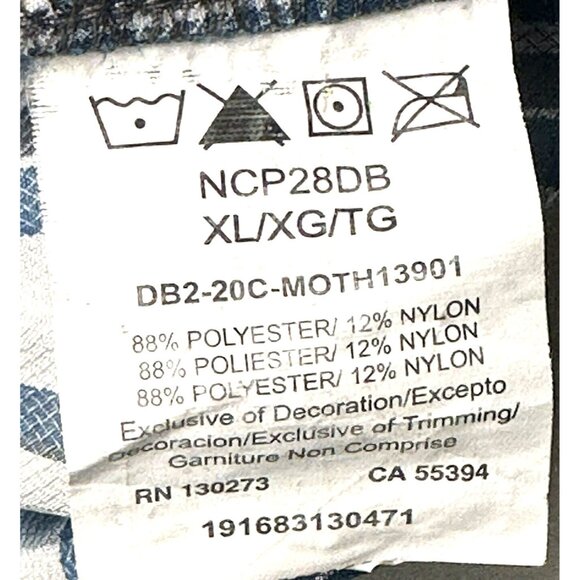 NCP28DB
XL/XG/TG
DB2-20C-MOTH13901
88% POLYESTER/ 12% NYLON
88% POLIESTER/ 12% NYLON
88% POLYESTER/ 12% NYLON
Exclusive of Decoration/Excepto
Decoracion/Exclusive of Trimming/
Garniture Non Comprise
RN 130273 CA 55394
191683130471